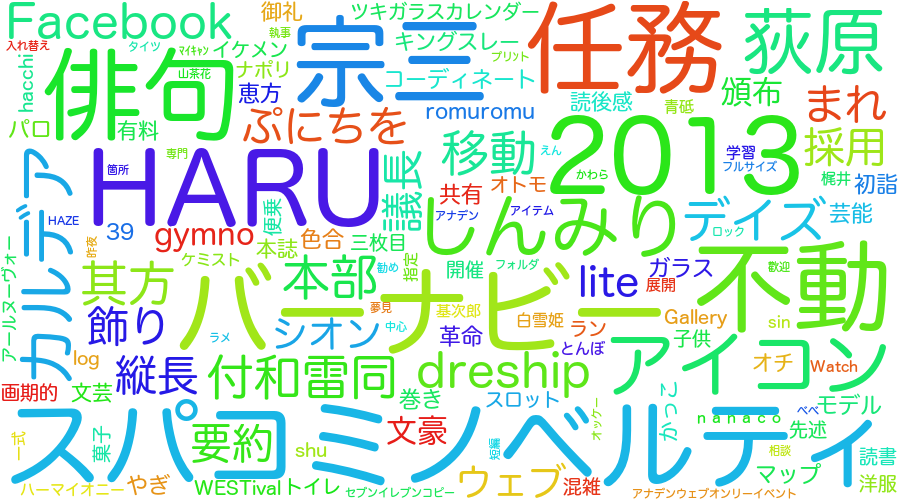 Facebook
宗三
任務
荻原
御礼
執事
ツキガラスカレンダー
入れ替え
タイツ
ﾏｲｷｬﾝ
イケメン
キングスレー
プリント
hacchi
俳句
山茶花
ナポリ
コーディネート
恵方
romuromu
読後感
青砥
頒布
まれ
パロ
有料
ぷにちを
移動
2013
採用
えん
学習
フルサイズ
専門
箇所
HARU
議長
共有
オトモ
かわら
梶井
初詣
カルデア
HAZE
39
gymno
便乗
色合
しんみり
アナデン
アイテム
デイズ
芸能
ロック
昨夜
本誌
三枚目
アールヌーヴォー
其方
ケミスト
本部
勧め
指定
開催
フォルダ
lite
ガラス
展開
歓迎
不動
飾り
バーナビー
シオン
ラメ
夢見
中心
基次郎
革命
白雪姫
ラン
とんぼ
Gallery
子供
sin
log
画期的
文芸
縦長
付和雷同
dreship
アイコン
オチ
Watch
巻き
スロット
かっこ
nanaco
べべ
モデル
スパコミノベルティ
一式
菓子
要約
文豪
短編
オッケー
先述
相談
読書
ハーマイオニー
やぎ
shu
WESTival
トイレ
セブンイレブンコピー
ウェブ
混雑
マップ
洋服
アナデンウェブオンリーイベント